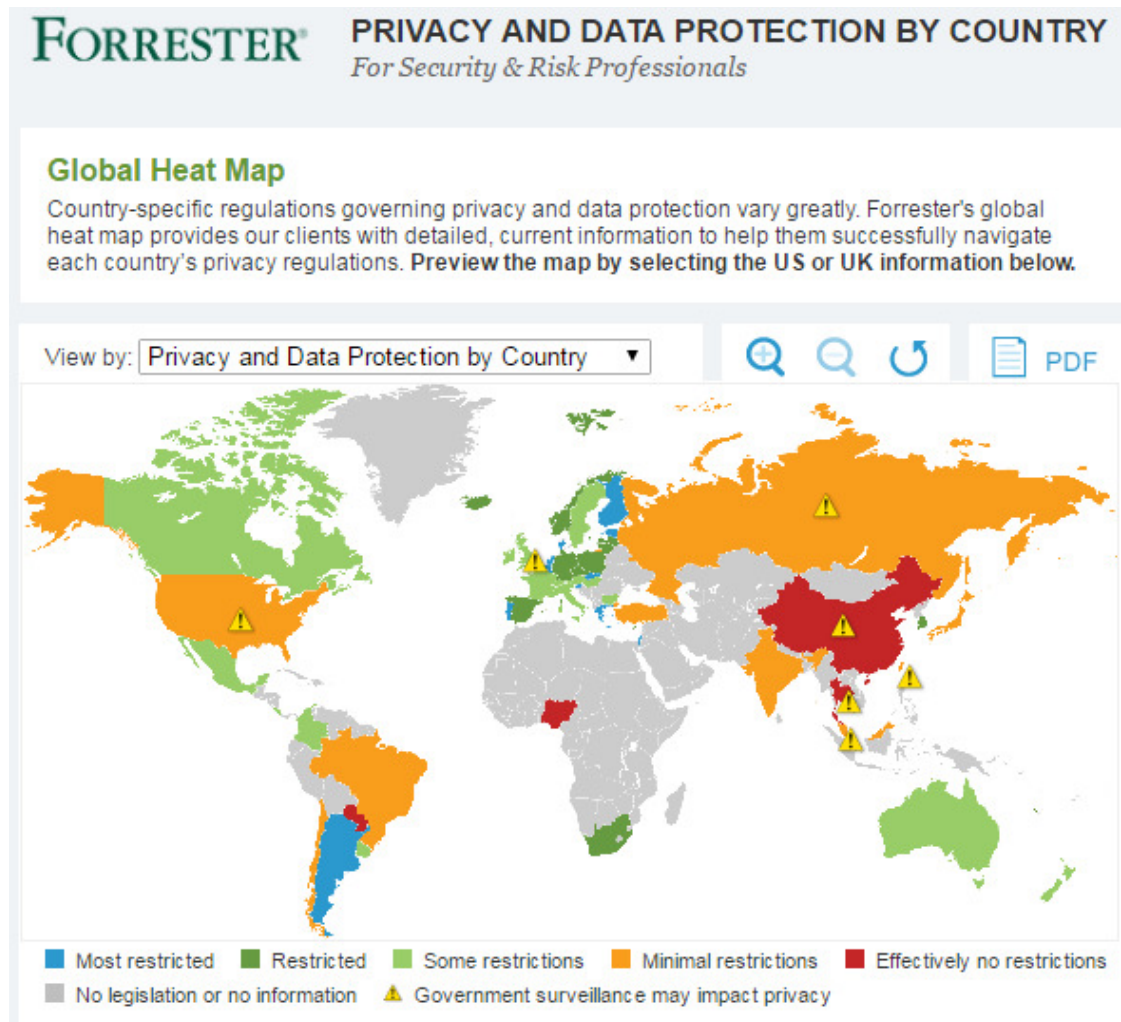 FORRESTER®
PRIVACY AND DATA PROTECTION BY COUNTRY
For Security & Risk Professionals
Global Heat Map
Country-specific regulations governing privacy and data protection vary greatly. Forrester's global
heat map provides our clients with detailed, current information to help them successfully navigate
each country's privacy regulations. Preview the map by selecting the US or UK information below.
View by: Privacy and Data Protection by Country
PDF
Most restricted Restricted Some restrictions Minimal restrictions Effectively no restrictions
No legislation or no information Government surveillance may impact privacy